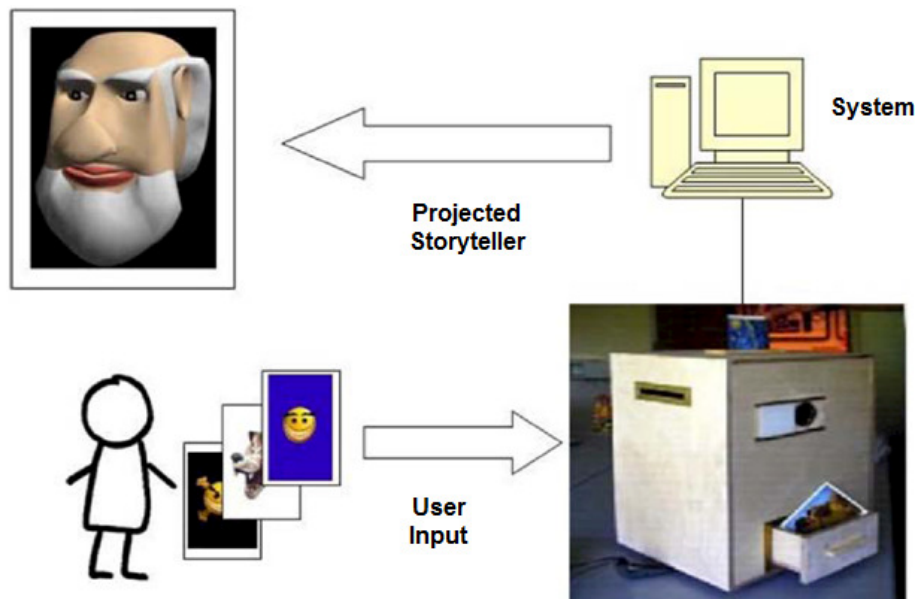 System
Projected
Storyteller
User
Input